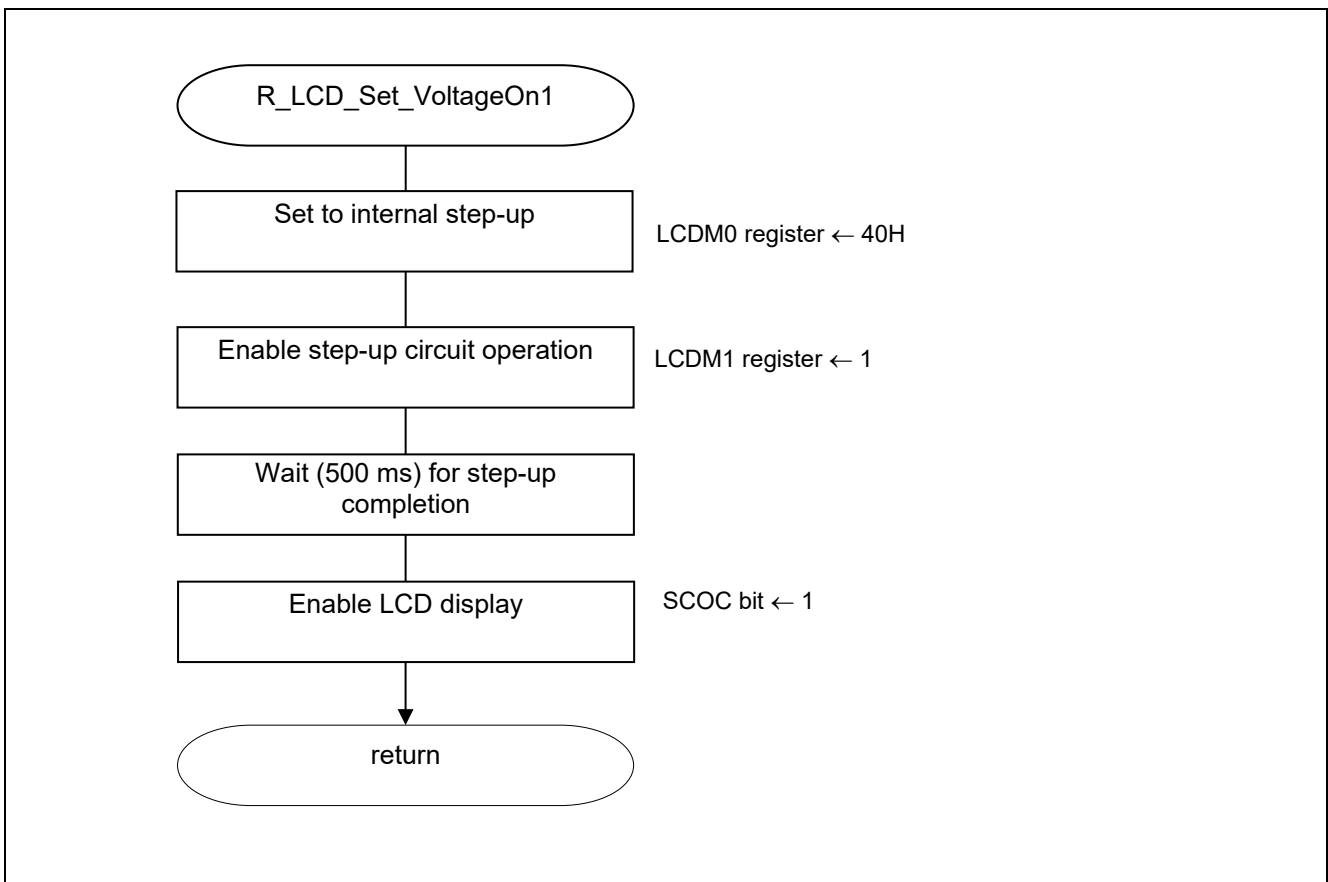 R_LCD_Set_VoltageOn1
Set to internal step-up
LCDM0 register ← 40H
Enable step-up circuit operation
LCDM1 register ← 1
Wait (500 ms) for step-up
completion
Enable LCD display
SCOC bit ← 1
return